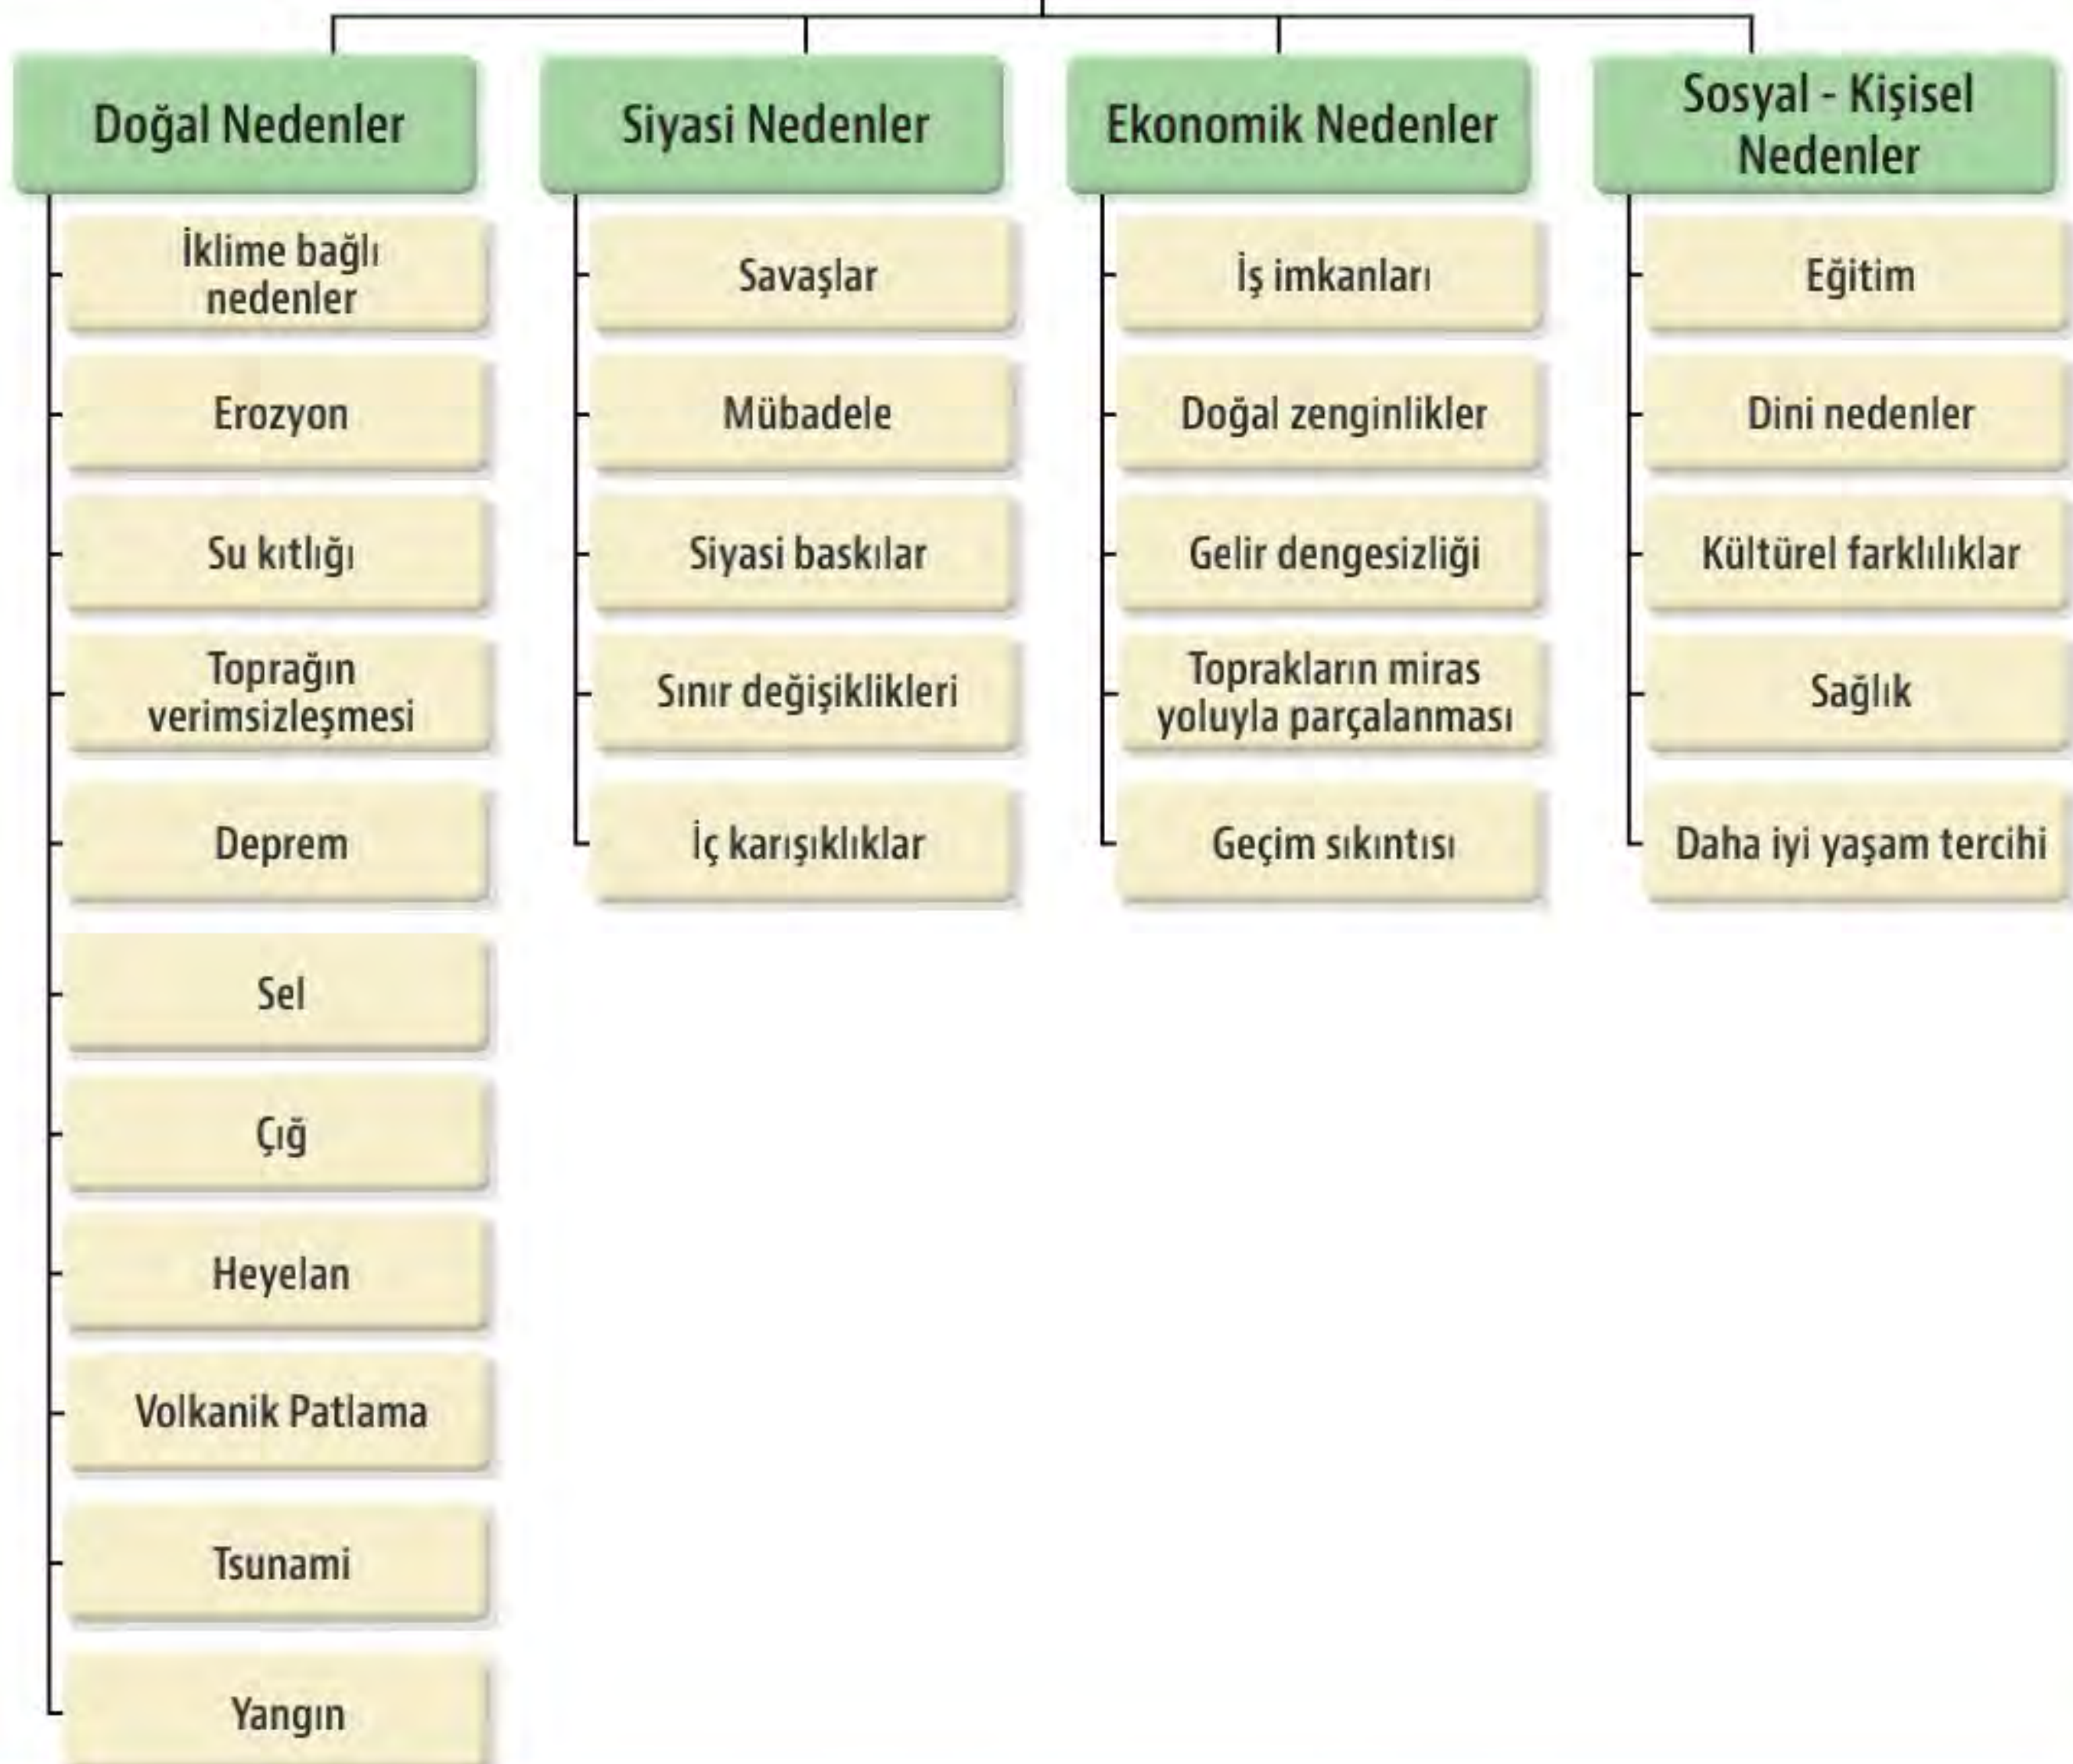 Doğal Nedenler
İklime bağlı
nedenler
Erozyon
Su kıtlığı
Toprağın
verimsizleşmesi
Deprem
Sel
Çığ
Heyelan
Volkanik Patlama
Tsunami
Yangın
Siyasi Nedenler
Savaşlar
Mübadele
Siyasi baskılar
Sınır değişiklikleri
İç karışıklıklar
Ekonomik Nedenler
İş imkanları
Doğal zenginlikler
Gelir dengesizliği
Toprakların miras
yoluyla parçalanması
Geçim sıkıntısı
Sosyal - Kişisel
Nedenler
Eğitim
Dini nedenler
Kültürel farklılıklar
Sağlık
Daha iyi yaşam tercihi